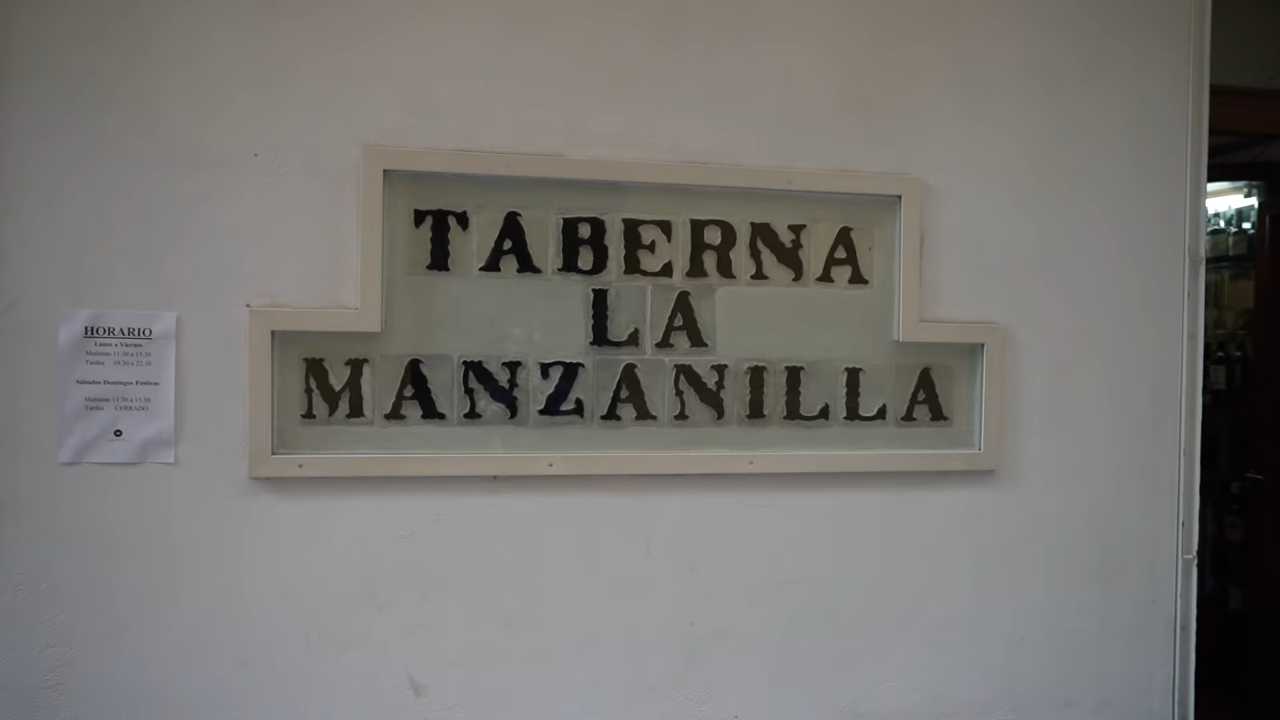 TABERNA
LA
MANZANILLA
HORARIO
Lunes a Viernes
Mañanas 11.30 a 15.30
Tardes 19.30 a 22.30
Sábados Domingos Festivos
Mañanas 11.30 a 15.30
Tardes CERRADO